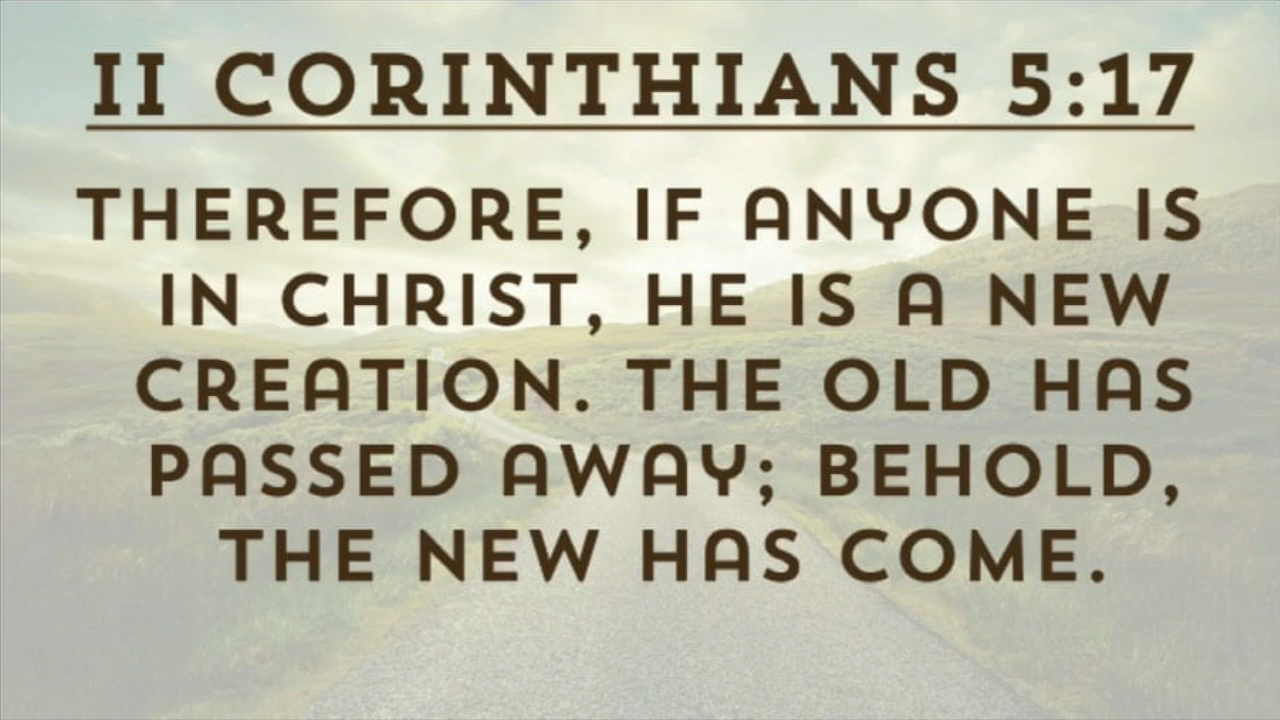 II CORINTHIANS 5:17
THEREFORE, IF ANYONE IS
IN CHRIST, HE IS A NEW
CREATION. THE OLD HAS
PASSED AWAY; BEHOLD,
THE NEW HAS COME.